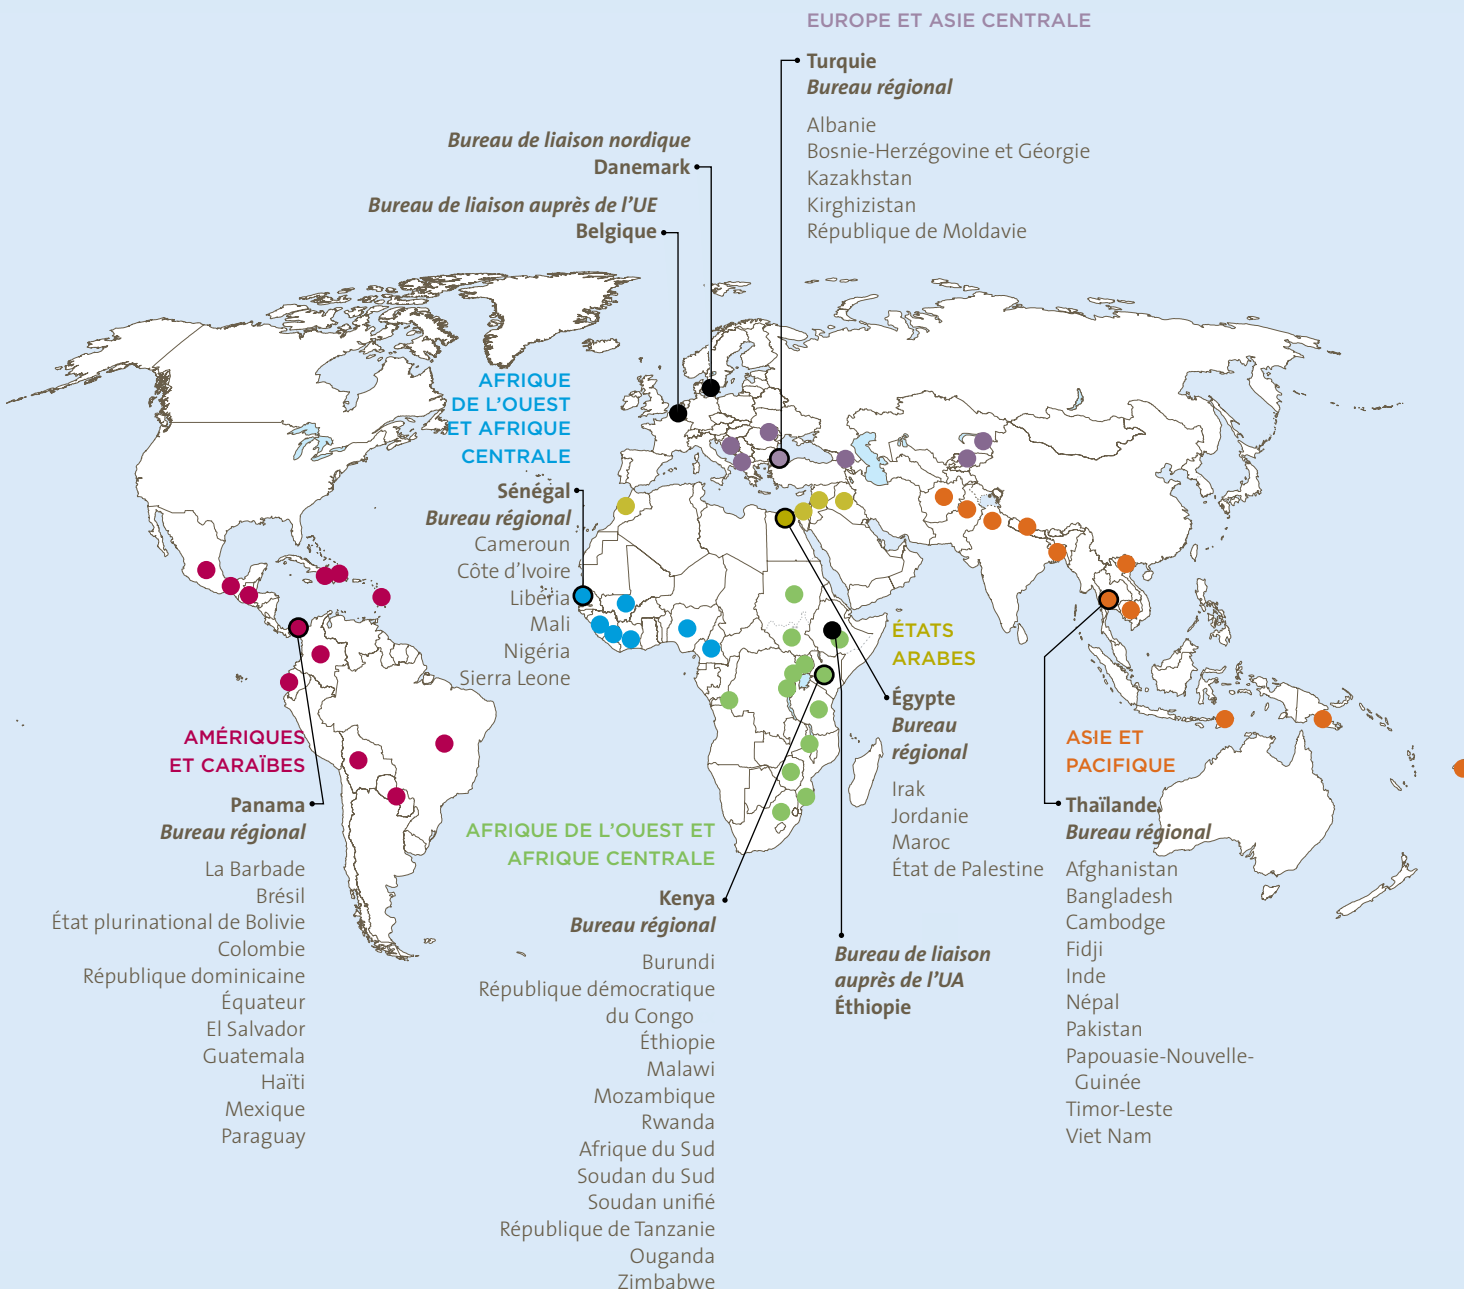 EUROPE ET ASIE CENTRALE
Turquie
Bureau régional
Albanie
Bosnie-Herzégovine et Géorgie
Kazakhstan
Kirghizistan
République de Moldavie
Bureau de liaison nordique
Danemark
Bureau de liaison auprès de l’UE
Belgique
AFRIQUE
DE L’OUEST
ET AFRIQUE
CENTRALE
Sénégal
Bureau régional
Cameroun
Côte d’Ivoire
Libéria
Mali
Nigéria
Sierra Leone
AMÉRIQUES
ET CARAÏBES
Panama
Bureau régional
La Barbade
Brésil
État plurinational de Bolivie
Colombie
République dominicaine
Équateur
El Salvador
Guatemala
Haïti
Mexique
Paraguay
AFRIQUE DE L’OUEST ET
AFRIQUE CENTRALE
Kenya
Bureau régional
Burundi
République démocratique
du Congo
Éthiopie
Malawi
Mozambique
Rwanda
Afrique du Sud
Soudan du Sud
Soudan unifié
République de Tanzanie
Ouganda
Zimbabwe
ÉTATS
ARABES
Égypte
Bureau
régional
Irak
Jordanie
Maroc
État de Palestine
Bureau de liaison
auprès de l’UA
Éthiopie
ASIE ET
PACIFIQUE
Thaïlande
Bureau régional
Afghanistan
Bangladesh
Cambodge
Fidji
Inde
Népal
Pakistan
Papouasie-Nouvelle-
Guinée
Timor-Leste
Viet Nam